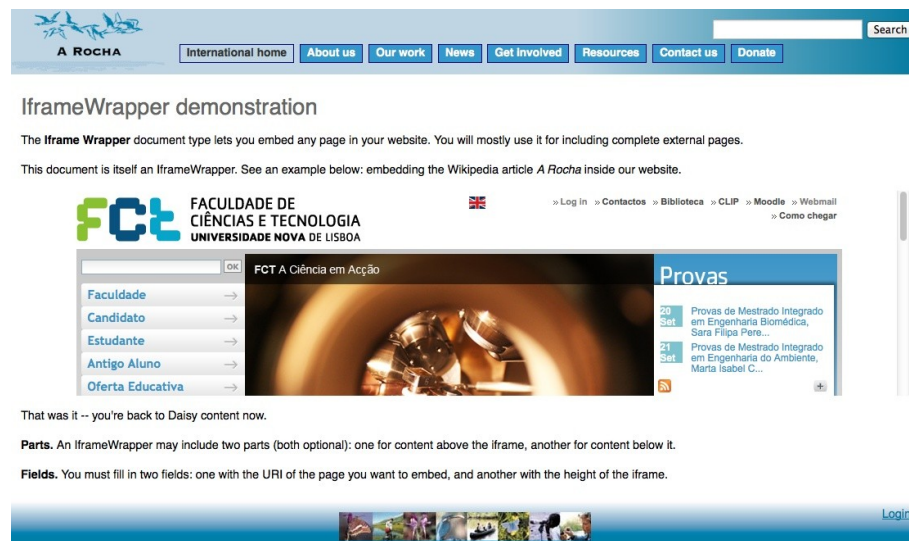 Search
A ROCHA
International home About us Our work News Get Involved Resources Contact us Donate
IframeWrapper demonstration
The Iframe Wrapper document type lets you embed any page in your website. You will mostly use it for including complete external pages.
This document is itself an IframeWrapper. See an example below: embedding the Wikipedia article A Rocha inside our website.
FCT
FACULDADE DE
CIÊNCIAS E TECNOLOGIA
UNIVERSIDADE NOVA DE LISBOA
» Log in » Contactos » Biblioteca » CLIP » Moodle » Webmail
» Como chegar
OK
FCT A Ciência em Acção
Faculdade
Candidato
Estudante
Antigo Aluno
Oferta Educativa
Provas
20
Set
Provas de Mestrado Integrado
em Engenharia Biomédica,
Sara Filipa Pere...
21
Set
Provas de Mestrado Integrado
em Engenharia do Ambiente,
Marta Isabel C...
That was it -- you're back to Daisy content now.
Parts. An IframeWrapper may include two parts (both optional): one for content above the iframe, another for content below it.
Fields. You must fill in two fields: one with the URI of the page you want to embed, and another with the height of the iframe.
Login